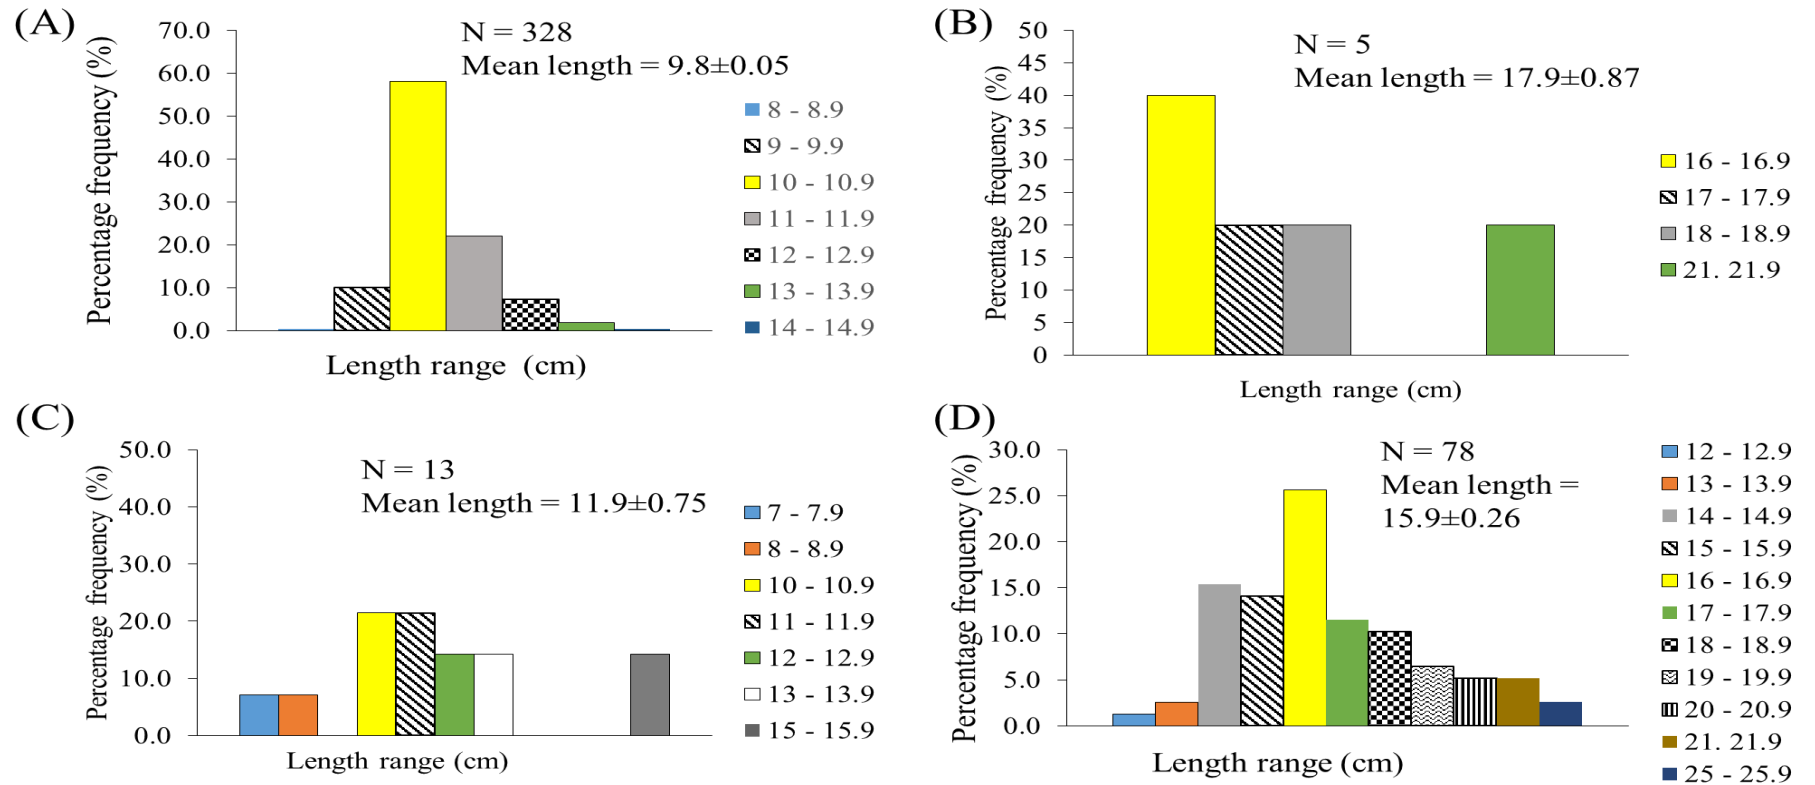 (A)
70.0
60.0
50.0
40.0
30.0
20.0
10.0
0.0
Percentage frequency (%)
N = 328
Mean length = 9.8±0.05
8 - 8.9
9 - 9.9
10 - 10.9
11 - 11.9
12 - 12.9
13 - 13.9
14 - 14.9
Length range (cm)
(B)
50
45
40
35
30
25
20
15
10
5
0
Percentage frequency (%)
N = 5
Mean length = 17.9±0.87
16 - 16.9
17 - 17.9
18 - 18.9
21. 21.9
Length range (cm)
(C)
50.0
40.0
30.0
20.0
10.0
0.0
Percentage frequency (%)
N = 13
Mean length = 11.9±0.75
7 - 7.9
8 - 8.9
10 - 10.9
11 - 11.9
12 - 12.9
13 - 13.9
15 - 15.9
Length range (cm)
(D)
30.0
25.0
20.0
15.0
10.0
5.0
0.0
Percentage frequency (%)
N = 78
Mean length =
15.9±0.26
12 - 12.9
13 - 13.9
14 - 14.9
15 - 15.9
16 - 16.9
17 - 17.9
18 - 18.9
19 - 19.9
20 - 20.9
21. 21.9
25 - 25.9
Length range (cm)